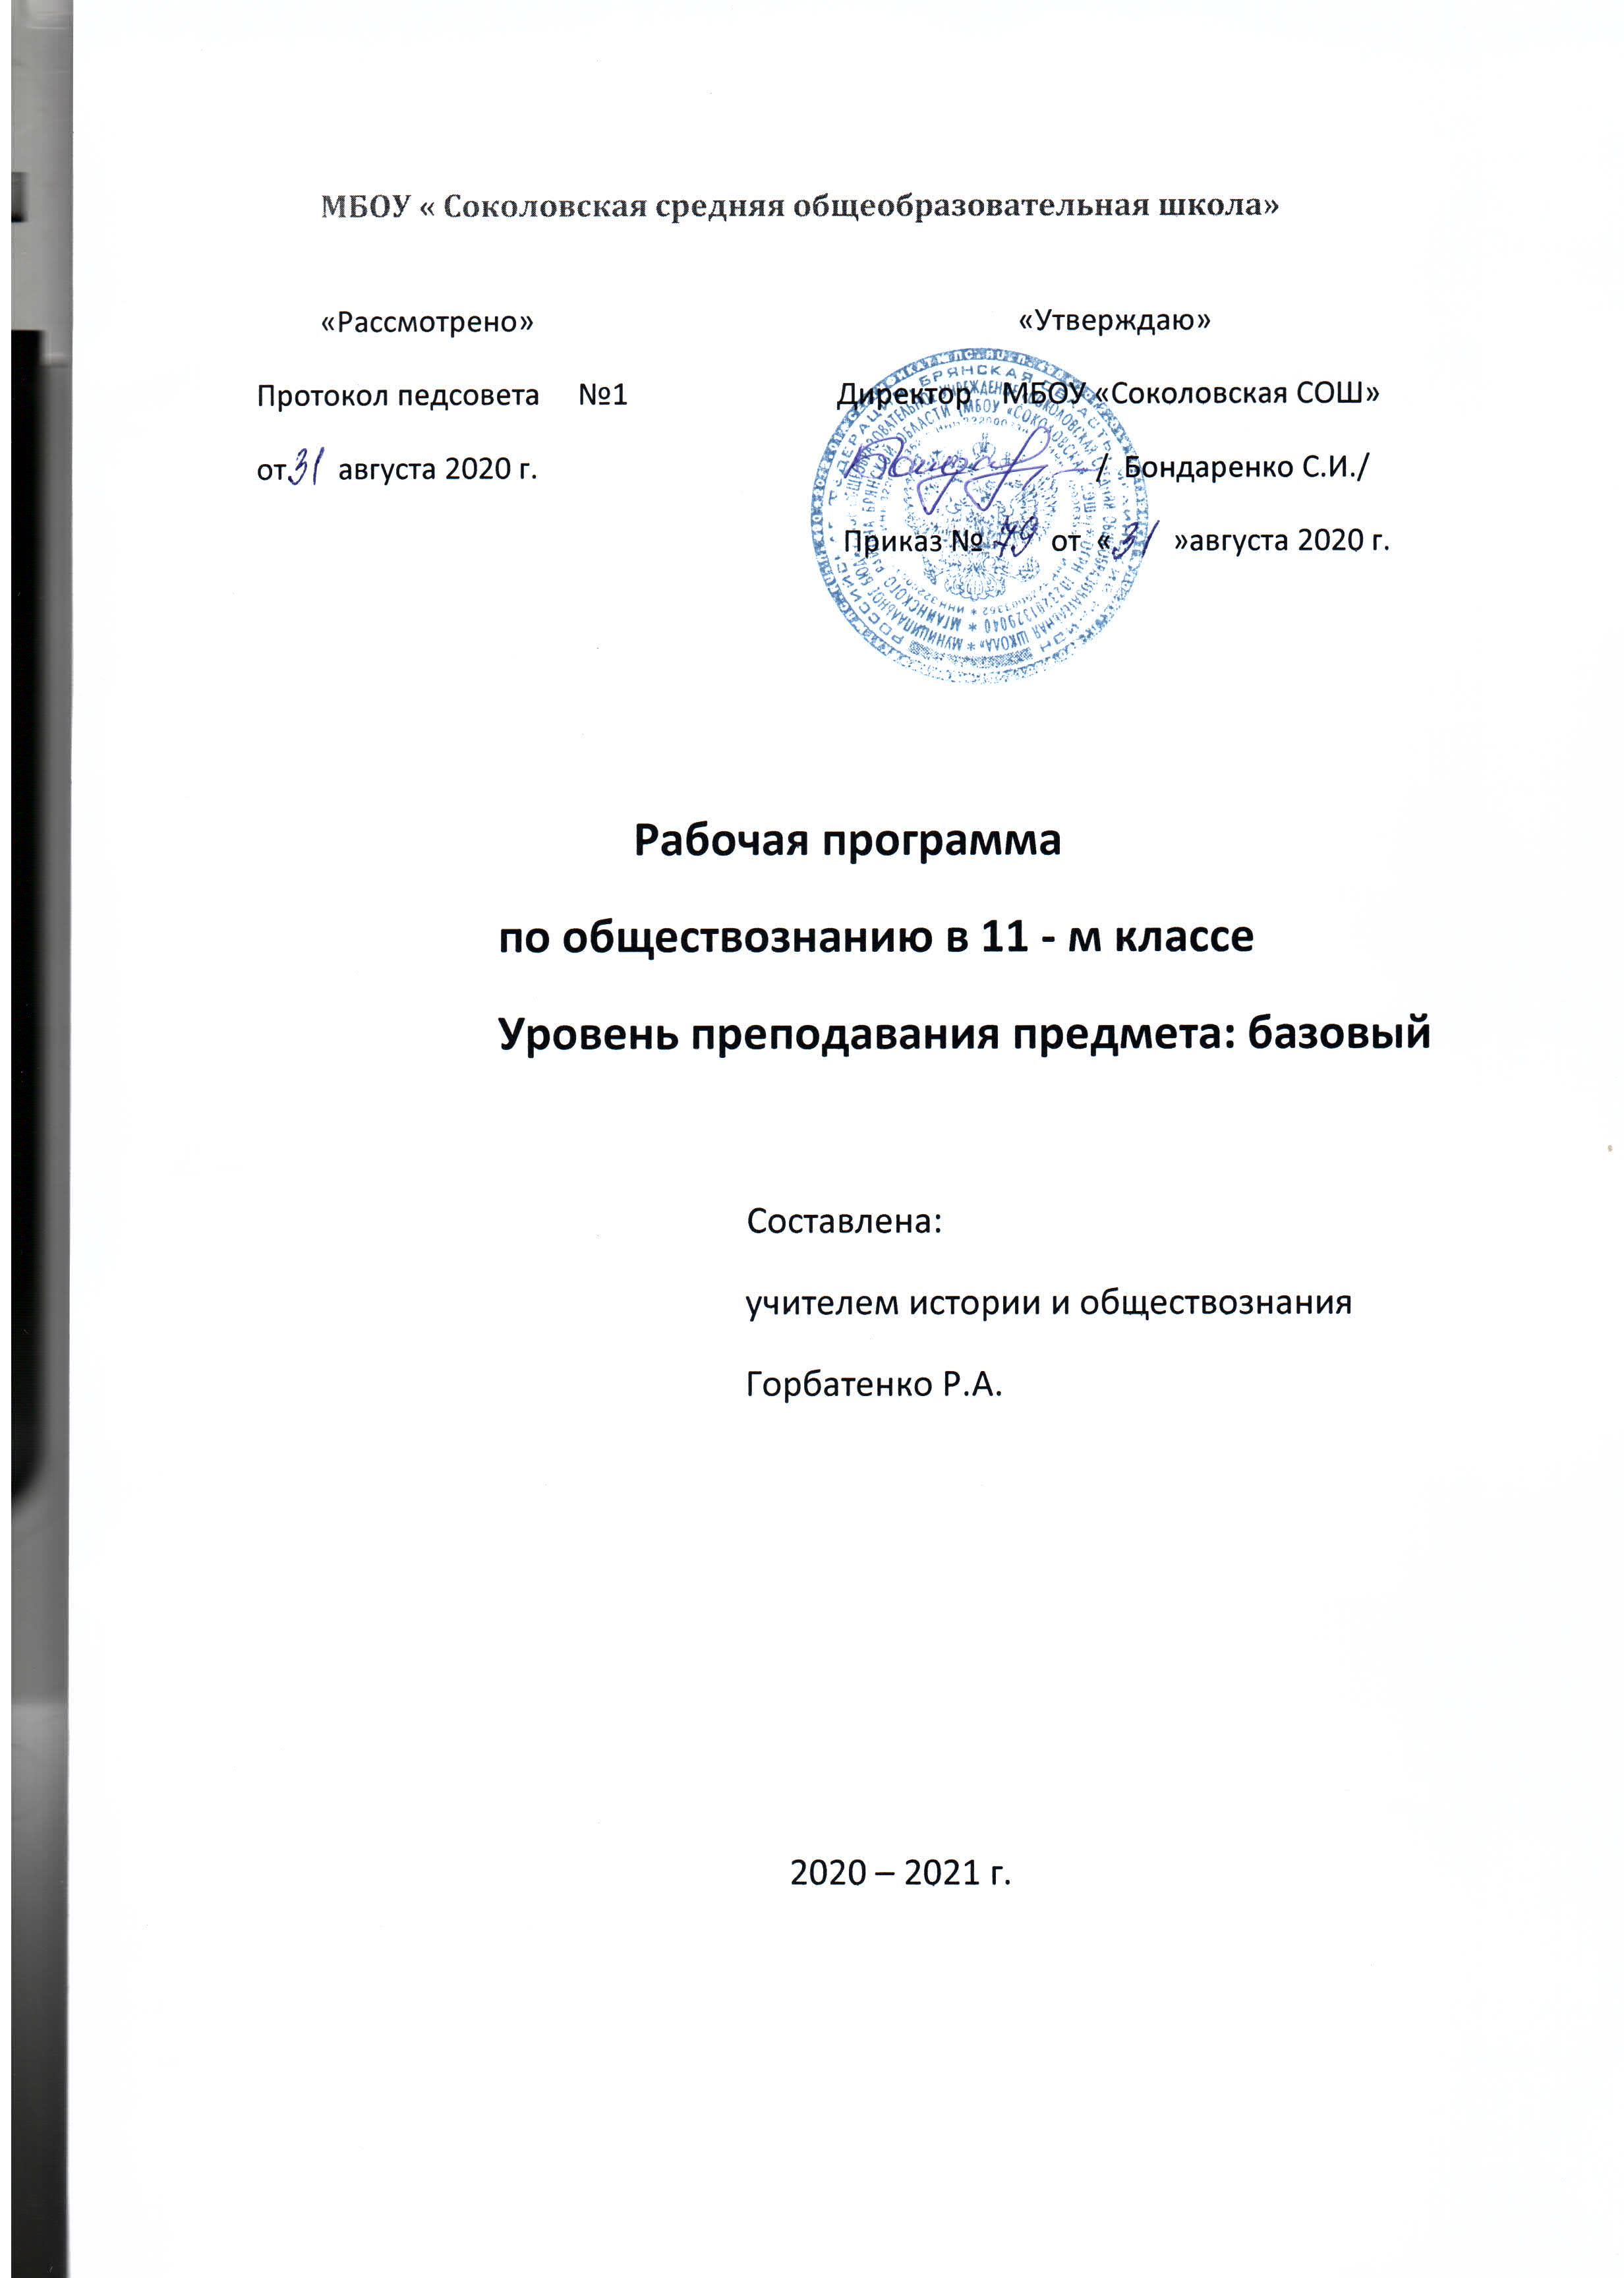 МБОУ « Соколовская средняя общеобразовательная школа»
«Рассмотрено»
Протокол педсовета №1
от 31 августа 2020 г.
«Утверждаю»
Директор МБОУ «Соколовская СОШ»
/ Бондаренко С.И./
Приказ № 79 от « 31 »августа 2020 г.
Рабочая программа
по обществознанию в 11 - м классе
Уровень преподавания предмета: базовый
Составлена:
учителем истории и обществознания
Горбатенко Р.А.
2020 – 2021 г.